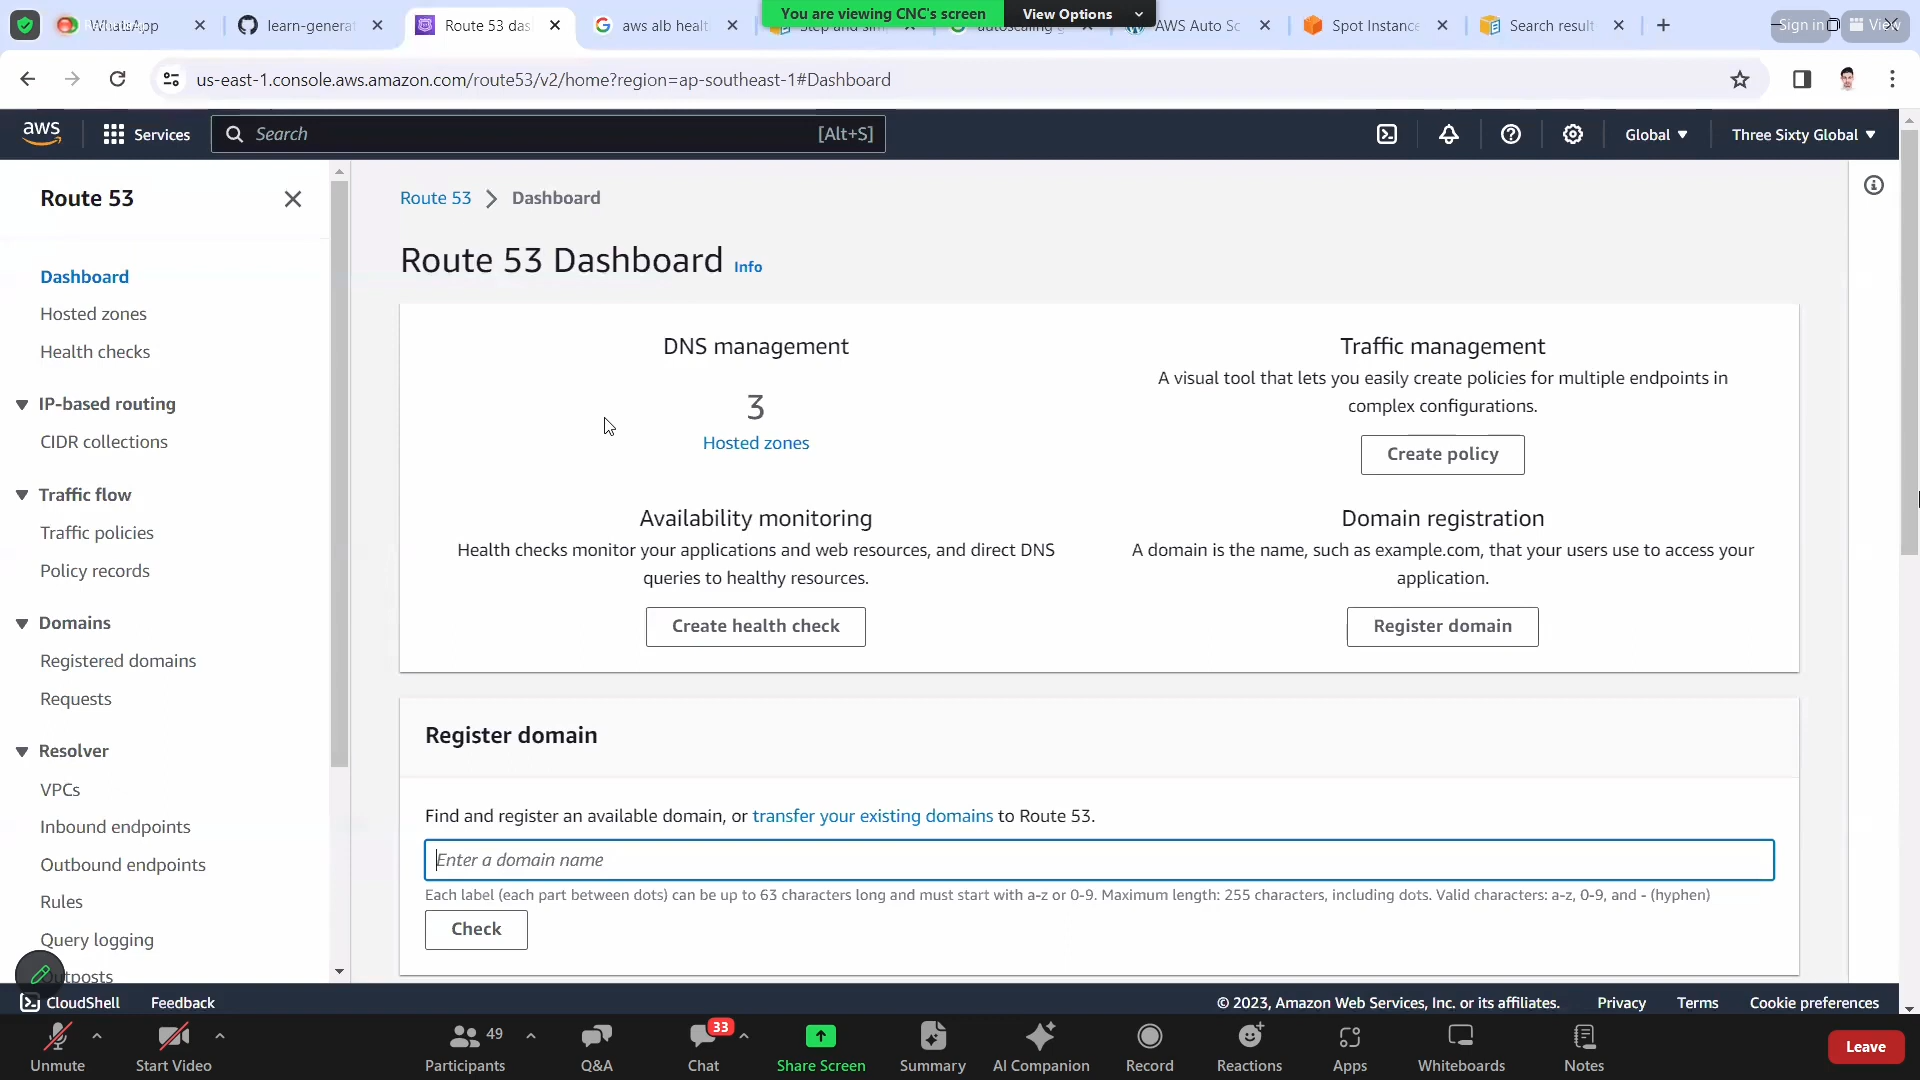 WhatsApp
learn-generat
Route 53 das
aws alb healt
You are viewing CNC's screen
View Options
Step and sim
autoscaling g
AWS Auto Sc
Spot Instance
Search result
Sign in
View
us-east-1.console.aws.amazon.com/route53/v2/home?region=ap-southeast-1#Dashboard
aws
Services
Search
[Alt+S]
Global
Three Sixty Global
Route 53
Dashboard
Hosted zones
Health checks
IP-based routing
CIDR collections
Traffic flow
Traffic policies
Policy records
Domains
Registered domains
Requests
Resolver
VPCs
Inbound endpoints
Outbound endpoints
Rules
Query logging
Route 53 > Dashboard
Route 53 Dashboard Info
DNS management
3
Hosted zones
Traffic management
A visual tool that lets you easily create policies for multiple endpoints in
complex configurations.
Create policy
Availability monitoring
Health checks monitor your applications and web resources, and direct DNS
queries to healthy resources.
Create health check
Domain registration
A domain is the name, such as example.com, that your users use to access your
application.
Register domain
Register domain
Find and register an available domain, or transfer your existing domains to Route 53.
Enter a domain name
Each label (each part between dots) can be up to 63 characters long and must start with a-z or 0-9. Maximum length: 255 characters, including dots. Valid characters: a-z, 0-9, and - (hyphen)
Check
CloudShell
Feedback
© 2023, Amazon Web Services, Inc. or its affiliates.
Privacy
Terms
Cookie preferences
49
33
Unmute
Start Video
Participants
Q&A
Chat
Share Screen
Summary
AI Companion
Record
Reactions
Apps
Whiteboards
Notes
Leave